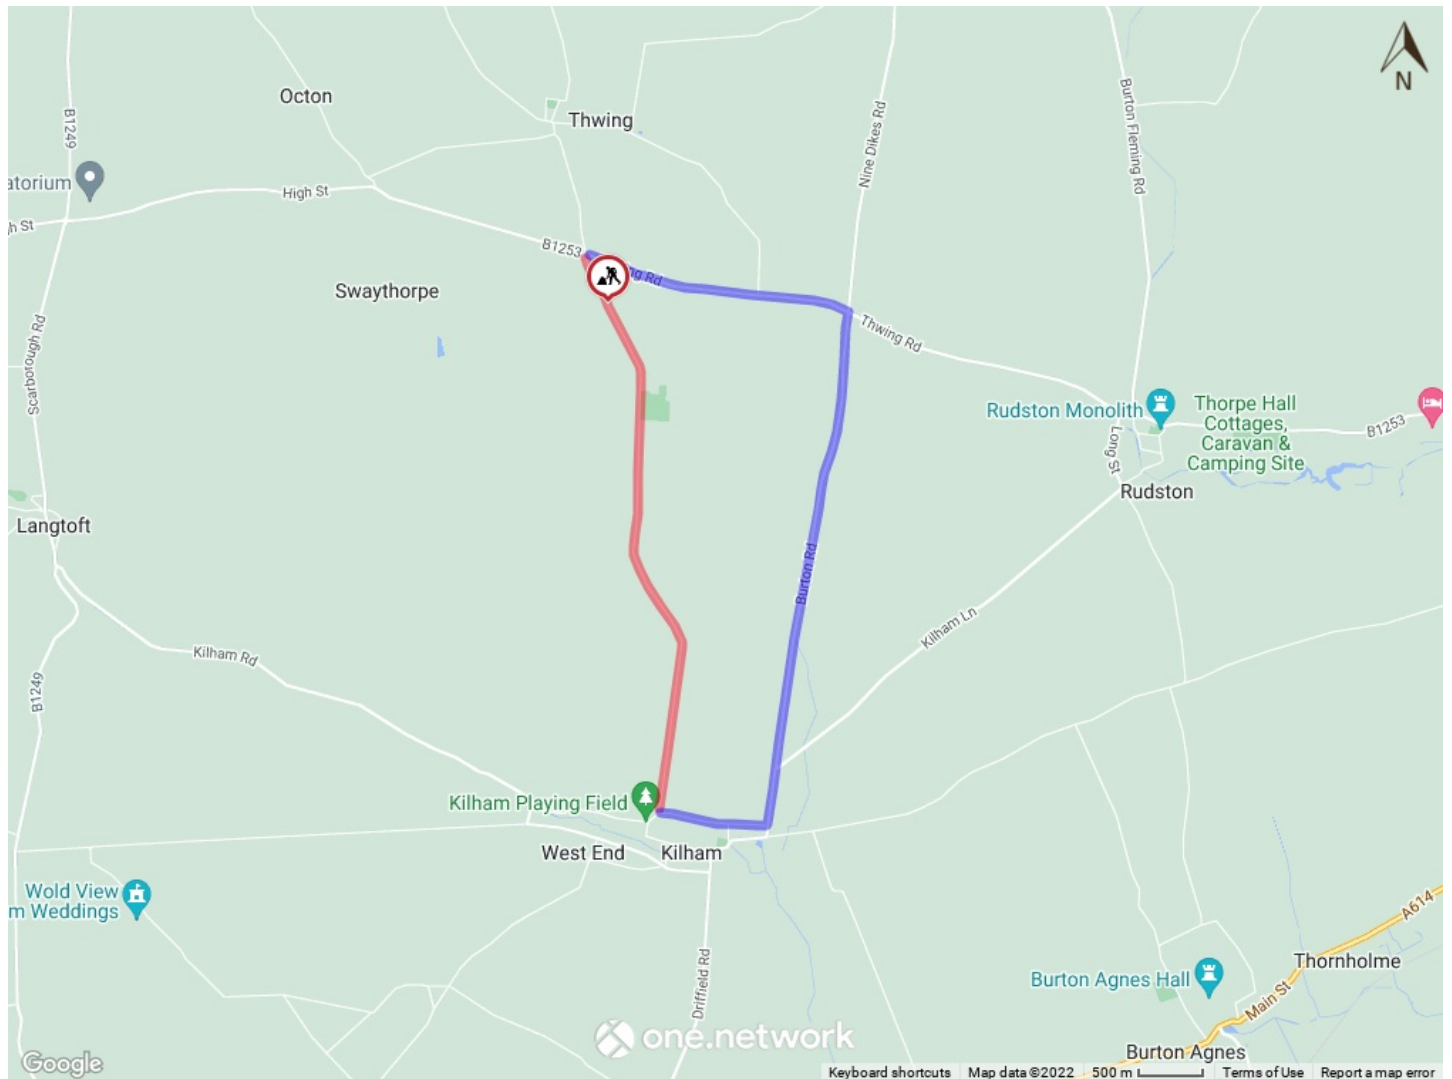 N
Octon
B1249
Thwing
Nine Dikes Rd
Burton Fleming Rd
atorium
High St
h St
B1253
ng Rd
Swaythorpe
Thwing Rd
Scarborough Rd
Rudston Monolith
Thorpe Hall
Cottages,
Caravan &
Camping Site
B1253
Long St
Rudston
Langtoft
Burton Rd
Kilham Ln
Kilham Rd
B1249
Kilham Playing Field
West End
Kilham
Wold View
m Weddings
A614
Driffield Rd
Thornholme
Burton Agnes Hall
Main St
one.network
Burton Agnes
Google
Keyboard shortcuts
Map data ©2022
500 m
Terms of Use
Report a map error